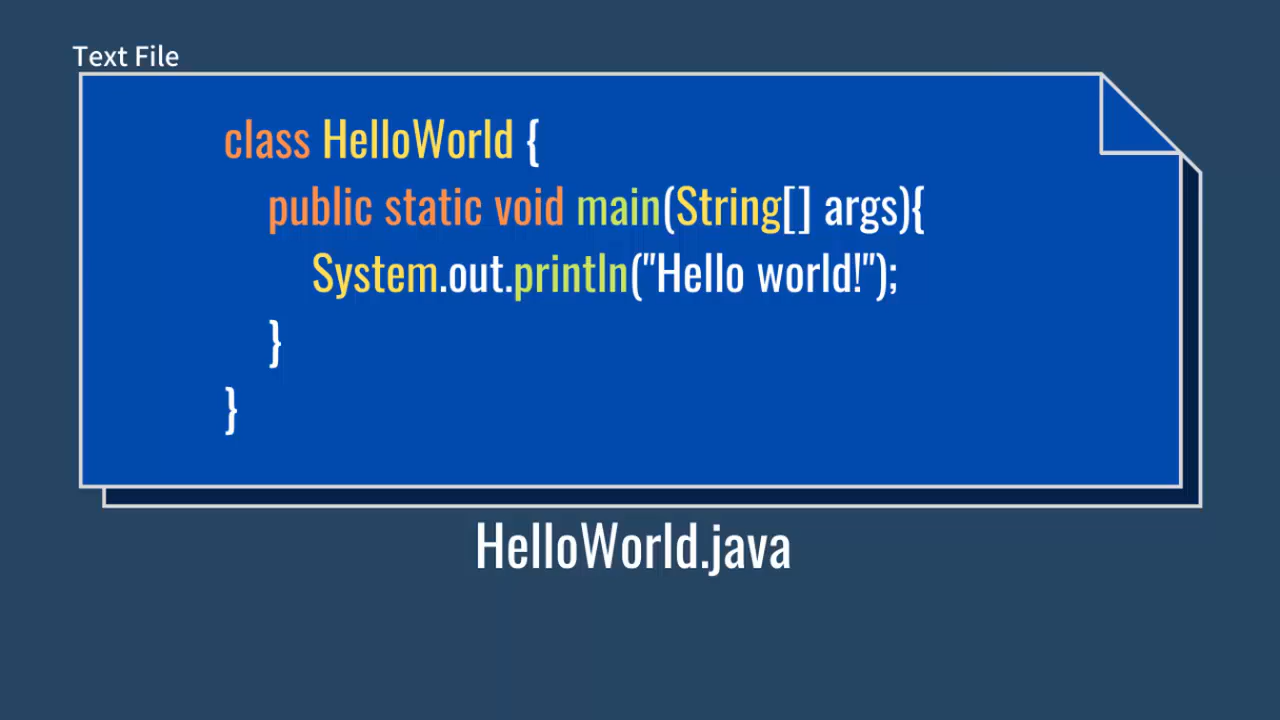 Text File
class HelloWorld {
public static void main(String[] args){
System.out.println("Hello world!");
}
}
HelloWorld.java